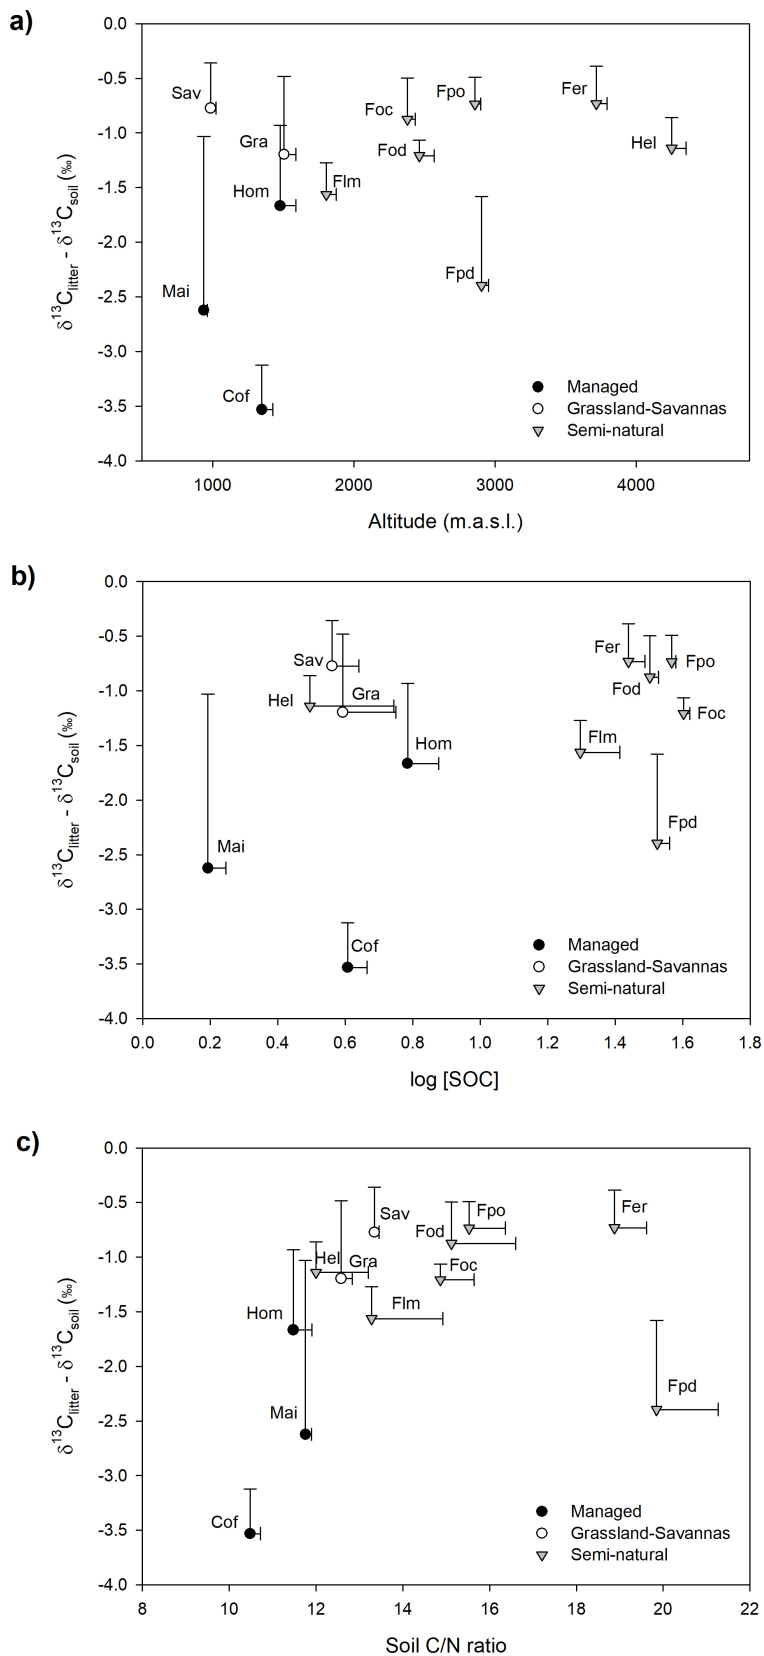 a)
0.0
-0.5
-1.0
-1.5
-2.0
-2.5
-3.0
-3.5
-4.0
δ13Clitter - δ13Csoil (‰)
Sav
Gra
Hom
Mai
Cof
Flm
Foc
Fod
Fpo
Fpd
Fer
Hel
Managed
Grassland-Savannas
Semi-natural
1000 2000 3000 4000
Altitude (m.a.s.l.)
b)
0.0
-0.5
-1.0
-1.5
-2.0
-2.5
-3.0
-3.5
-4.0
δ13Clitter - δ13Csoil (‰)
Sav
Hel
Gra
Hom
Mai
Cof
Fer
Fpo
Fod
Foc
Flm
Fpd
Managed
Grassland-Savannas
Semi-natural
0.0 0.2 0.4 0.6 0.8 1.0 1.2 1.4 1.6 1.8
log [SOC]
c)
0.0
-0.5
-1.0
-1.5
-2.0
-2.5
-3.0
-3.5
-4.0
δ13Clitter - δ13Csoil (‰)
Sav
Fpo
Fer
Fod
Hel
Gra
Foc
Hom
Flm
Mai
Fpd
Cof
Managed
Grassland-Savannas
Semi-natural
8 10 12 14 16 18 20 22
Soil C/N ratio